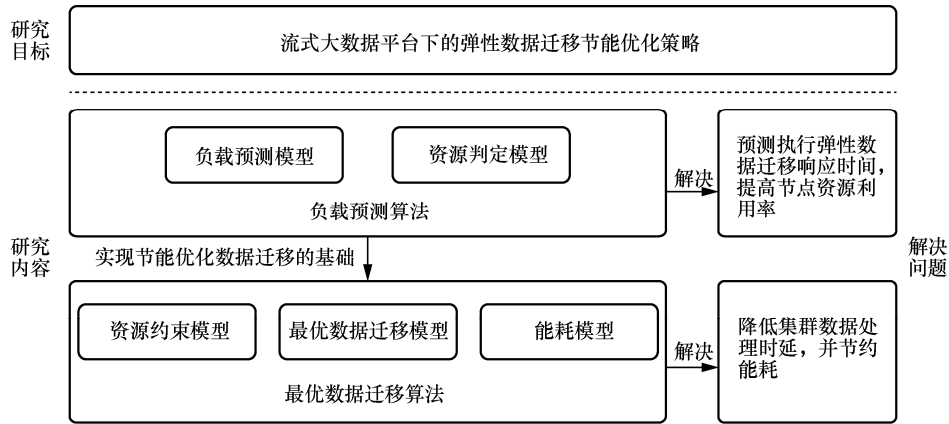 研究
目标
流式大数据平台下的弹性数据迁移节能优化策略
负载预测模型
资源判定模型
负载预测算法
解决
预测执行弹性数
据迁移响应时间，
提高节点资源利
用率
研究
内容
实现节能优化数据迁移的基础
解决
问题
资源约束模型
最优数据迁移模型
能耗模型
最优数据迁移算法
解决
降低集群数据处
理时延，并节约
能耗